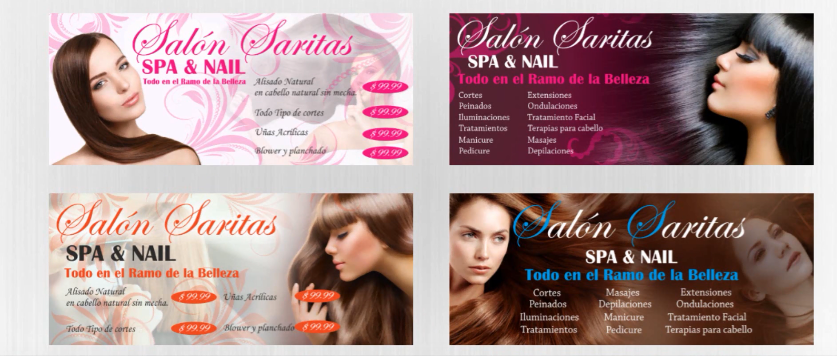 Salón Saritas
SPA & NAIL
Todo en el Ramo de la Belleza
Alisado Natural
en cabello natural sin mecha. $ 99.99
Todo Tipo de cortes $ 99.99
Uñas Acrilicas $ 99.99
Blower y planchado $ 99.99
Salón Saritas
SPA & NAIL
Todo en el Ramo de la Belleza
Cortes Extensiones
Peinados Ondulaciones
Iluminaciones Tratamiento Facial
Tratamientos Terapias para cabello
Manicure Masajes
Pedicure Depilaciones
Salón Saritas
SPA & NAIL
Todo en el Ramo de la Belleza
Alisado Natural
en cabello natural sin mecha. $ 99.99 Uñas Acrilicas $ 99.99
Todo Tipo de cortes $ 99.99 Blower y planchado $ 99.99
Salón Saritas
SPA & NAIL
Todo en el Ramo de la Belleza
Cortes Masajes Extensiones
Peinados Depilaciones Ondulaciones
Iluminaciones Manicure Tratamiento Facial
Tratamientos Pedicure Terapias para cabello